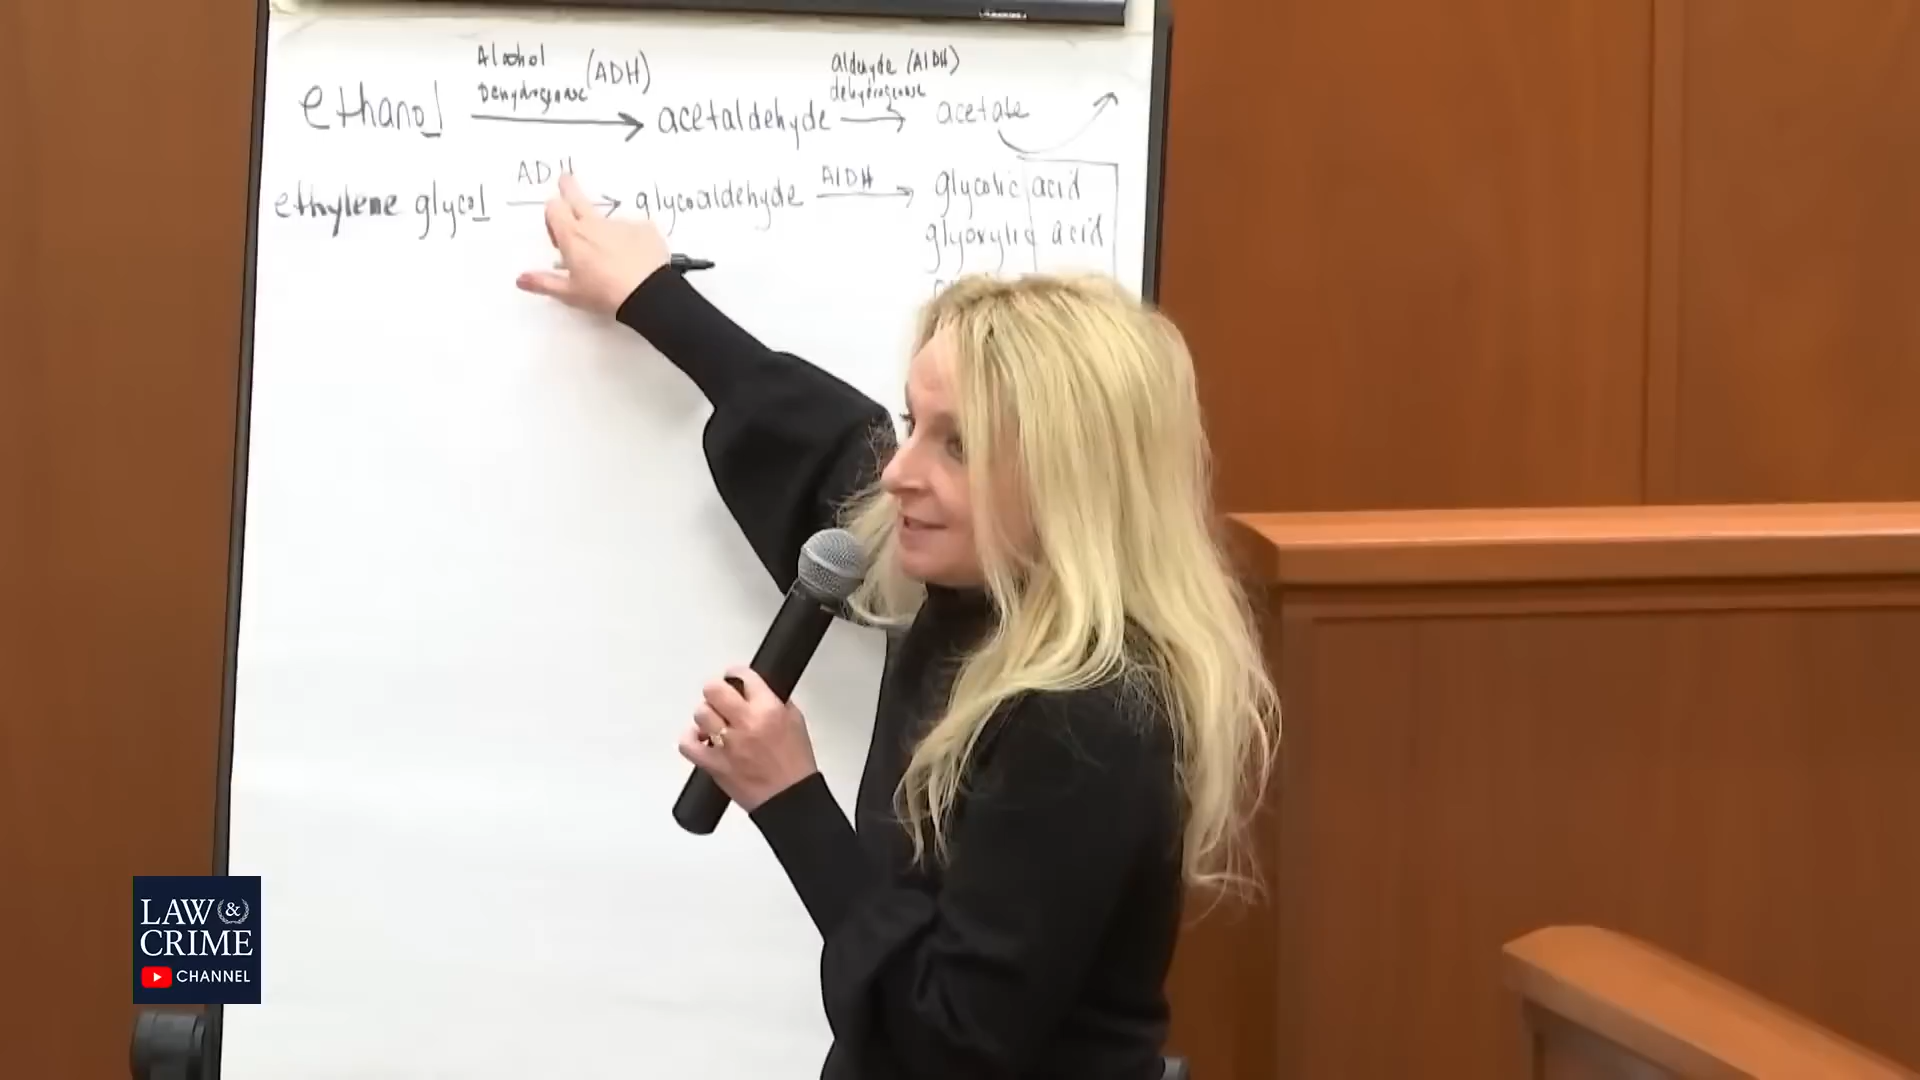 Alcohol
Dehydrogenase (ADH)
ethanol → acetaldehyde → acetate
aldehyde (AlDH)
dehydrogenase
ADH
AlDH
ethylene glycol → glycoaldehyde → glycolic acid
glyoxylic acid
LAW &
CRIME
CHANNEL